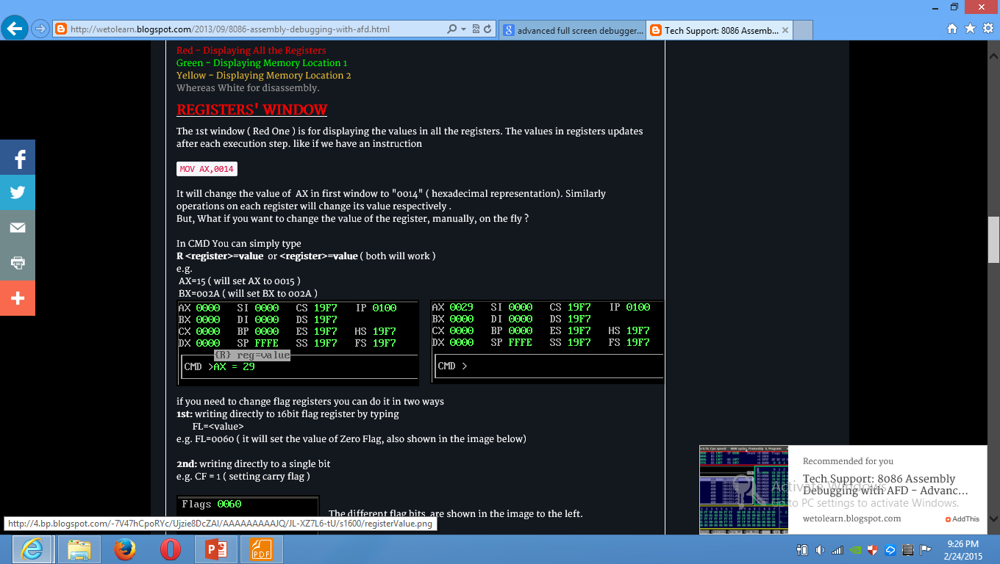 http://wetolearn.blogspot.com/2013/09/8086-assembly-debugging-with-afd.html
advanced full screen debugger...
Tech Support: 8086 Assemb...
Red - Displaying All the Registers
Green - Displaying Memory Location 1
Yellow - Displaying Memory Location 2
Whereas White for disassembly.
REGISTERS' WINDOW
The 1st window ( Red One ) is for displaying the values in all the registers. The values in registers updates
after each execution step. like if we have an instruction
MOV AX,0014
It will change the value of AX in first window to "0014" ( hexadecimal representation). Similarly
operations on each register will change its value respectively .
But, What if you want to change the value of the register, manually, on the fly ?
In CMD You can simply type
R <register>=value or <register>=value ( both will work )
e.g.
AX=15 ( will set AX to 0015 )
BX=002A ( will set BX to 002A )
AX 0000 SI 0000 CS 19F7 IP 0100
BX 0000 DI 0000 DS 19F7
CX 0000 BP 0000 ES 19F7 HS 19F7
DX 0000 SP FFFE SS 19F7 FS 19F7
{R} reg=value
CMD >AX = 29
AX 0029 SI 0000 CS 19F7 IP 0100
BX 0000 DI 0000 DS 19F7
CX 0000 BP 0000 ES 19F7 HS 19F7
DX 0000 SP FFFE SS 19F7 FS 19F7
CMD >
if you need to change flag registers you can do it in two ways
1st: writing directly to 16bit flag register by typing
FL=<value>
e.g. FL=0060 ( it will set the value of Zero Flag, also shown in the image below)
2nd: writing directly to a single bit
e.g. CF = 1 ( setting carry flag )
Flags 0060
The different flag bits, are shown in the image to the left.
http://4.bp.blogspot.com/-7V47hCpoRYc/Ujzie8DcZAI/AAAAAAAAAJQ/JL-XZ7L6-tU/s1600/registerValue.png
Recommended for you
Tech Support: 8086 Assembly
Debugging with AFD - Advanc...
wetolearn.blogspot.com
AddThis
Activate Windows
Go to PC settings to activate Windows.
PDF
9:26 PM
2/24/2015